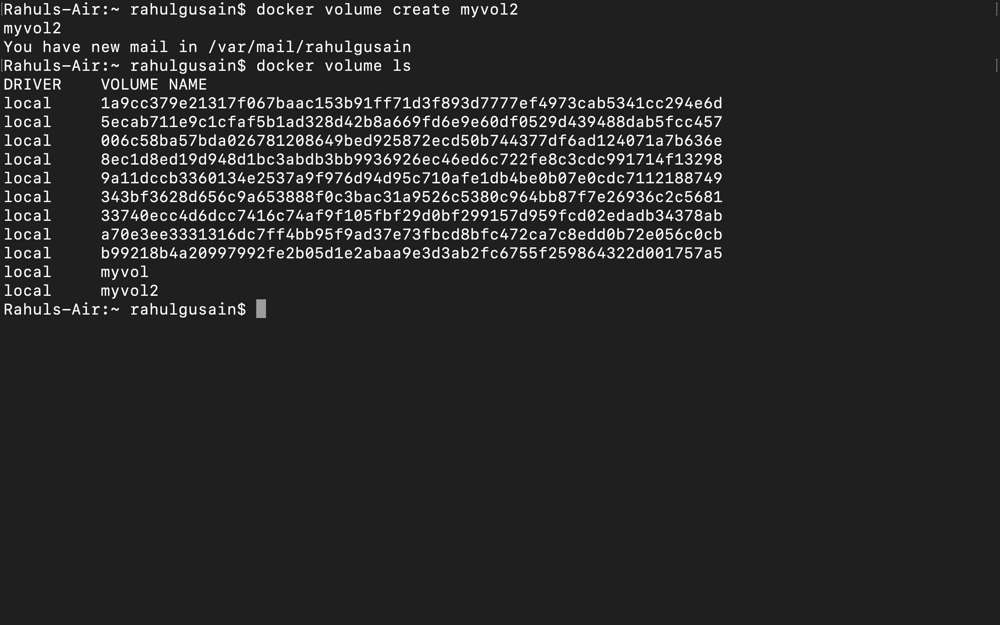 Rahuls-Air:~ rahulgusain$ docker volume create myvol2
myvol2
You have new mail in /var/mail/rahulgusain
Rahuls-Air:~ rahulgusain$ docker volume ls
DRIVER    VOLUME NAME
local     1a9cc379e21317f067baac153b91ff71d3f893d7777ef4973cab5341cc294e6d
local     5ecab711e9c1cfaf5b1ad328d42b8a669fd6e9e60df0529d439488dab5fcc457
local     006c58ba57bda026781208649bed925872ecd50b744377df6ad124071a7b636e
local     8ec1d8ed19d948d1bc3abdb3bb9936926ec46ed6c722fe8c3cdc991714f13298
local     9a11dccb3360134e2537a9f976d94d95c710afe1db4be0b07e0cdc7112188749
local     343bf3628d656c9a653888f0c3bac31a9526c5380c964bb87f7e26936c2c5681
local     33740ecc4d6dcc7416c74af9f105fbf29d0bf299157d959fcd02edadb34378ab
local     a70e3ee3331316dc7ff4bb95f9ad37e73fbcd8bfc472ca7c8edd0b72e056c0cb
local     b99218b4a20997992fe2b05d1e2abaa9e3d3ab2fc6755f259864322d001757a5
local     myvol
local     myvol2
Rahuls-Air:~ rahulgusain$